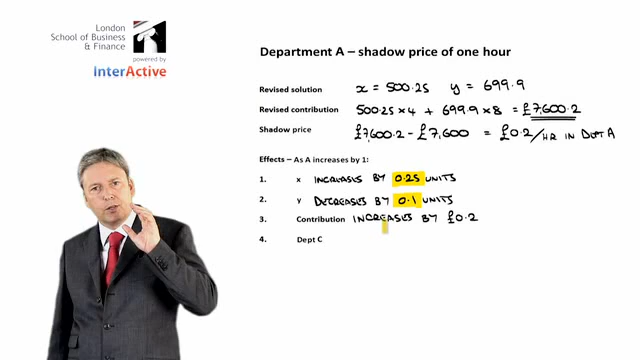 London
School of Business
& Finance
powered by
InterActive
Department A – shadow price of one hour
Revised solution x = 500.25 y = 699.9
Revised contribution 500.25 × 4 + 699.9 × 8 = £7,600.2
Shadow price £7,600.2 – £7,600 = £0.2/HR IN DEPT A
Effects – As A increases by 1:
1. x INCREASES BY 0.25 UNITS
2. y DECREASES BY 0.1 UNITS
3. Contribution INCREASES BY £0.2
4. Dept C